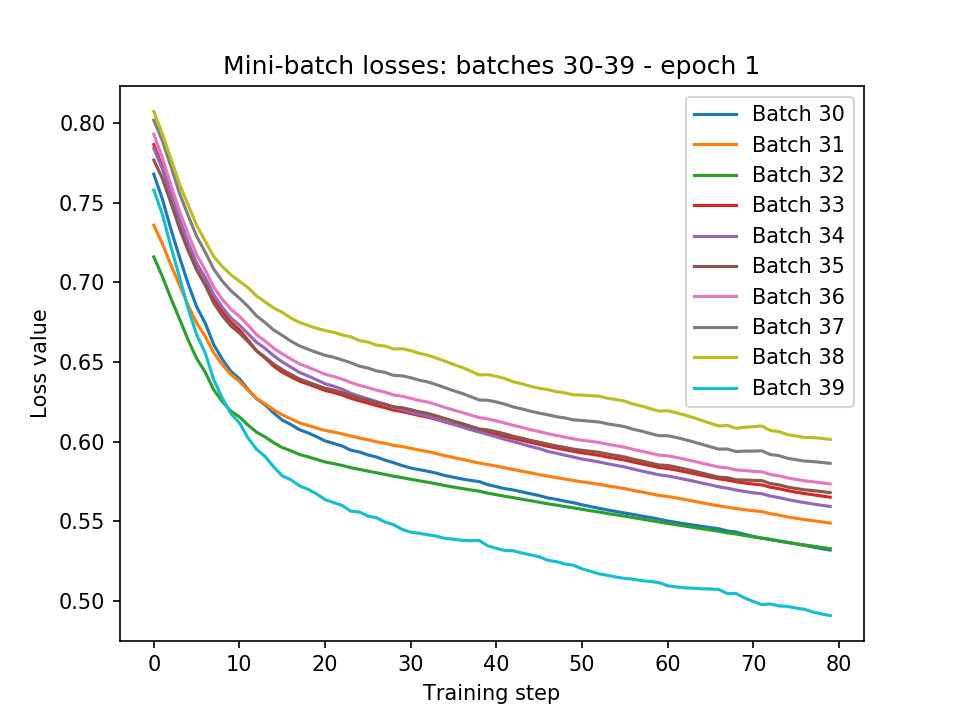 Mini-batch losses: batches 30-39 - epoch 1
Loss value
0.80
0.75
0.70
0.65
0.60
0.55
0.50
Batch 30
Batch 31
Batch 32
Batch 33
Batch 34
Batch 35
Batch 36
Batch 37
Batch 38
Batch 39
0 10 20 30 40 50 60 70 80
Training step